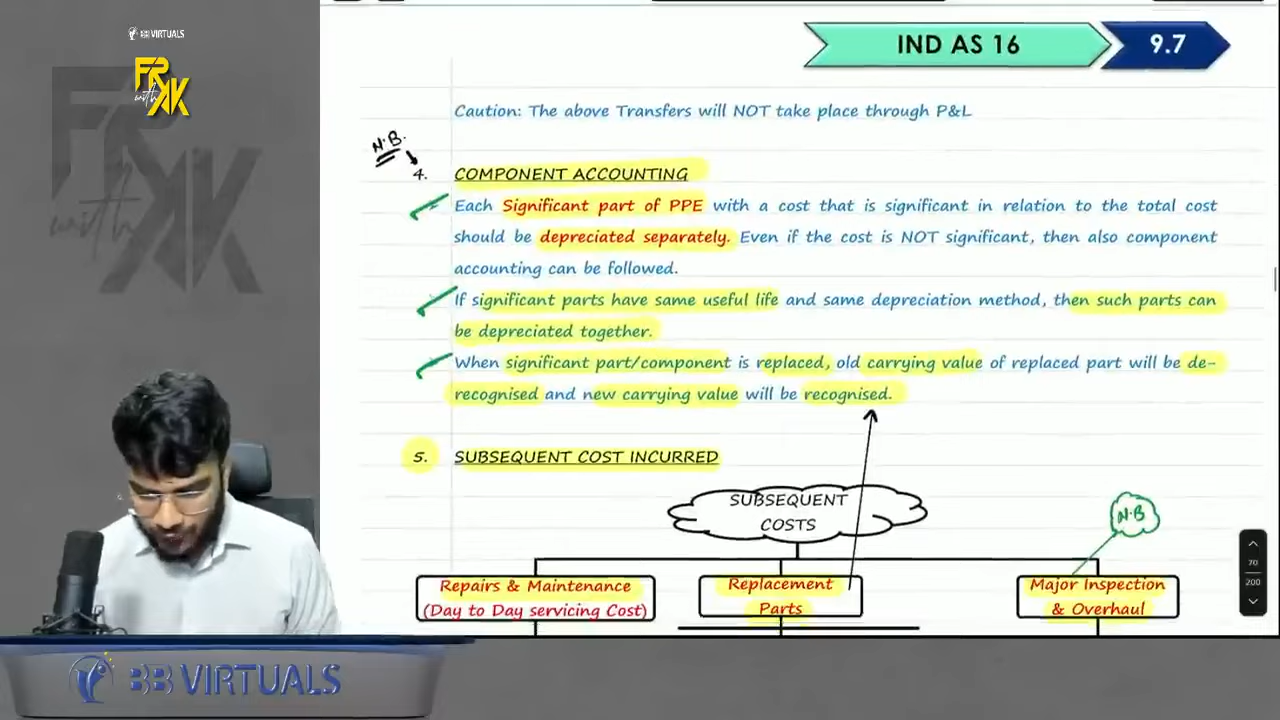 BB VIRTUALS
FR
with
AK
IND AS 16
9.7
Caution: The above Transfers will NOT take place through P&L
N.B.
4. COMPONENT ACCOUNTING
Each Significant part of PPE with a cost that is significant in relation to the total cost
should be depreciated separately. Even if the cost is NOT significant, then also component
accounting can be followed.
If significant parts have same useful life and same depreciation method, then such parts can
be depreciated together.
When significant part/component is replaced, old carrying value of replaced part will be de-
recognised and new carrying value will be recognised.
5. SUBSEQUENT COST INCURRED
SUBSEQUENT
COSTS
N.B
Repairs & Maintenance
(Day to Day servicing Cost)
Replacement
Parts
Major Inspection
& Overhaul
70
200
BB VIRTUALS